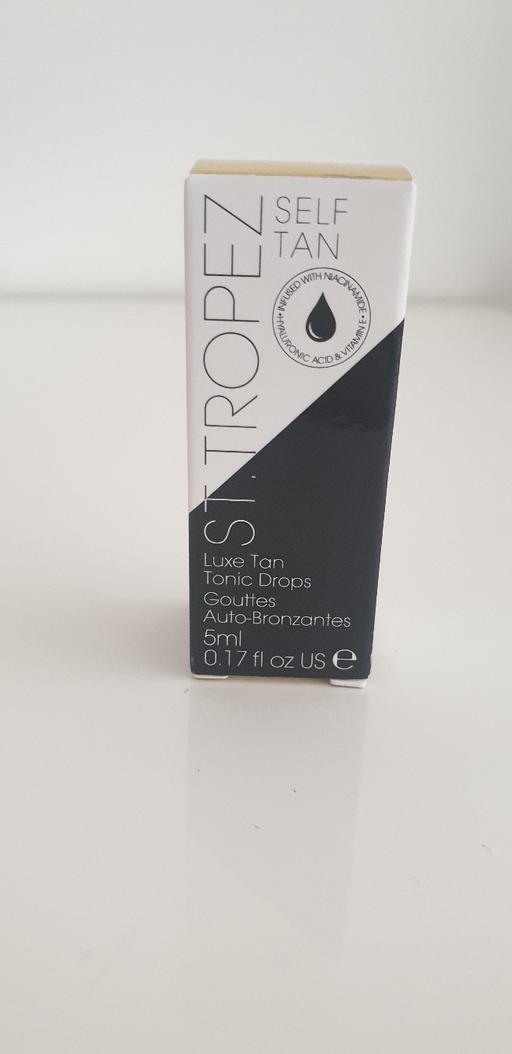 ST.TROPEZ
SELF
TAN
INFUSED WITH NIACINAMIDE • HYALURONIC ACID & VITAMIN E •
Luxe Tan
Tonic Drops
Gouttes
Auto-Bronzantes
5ml
0.17 fl oz US e